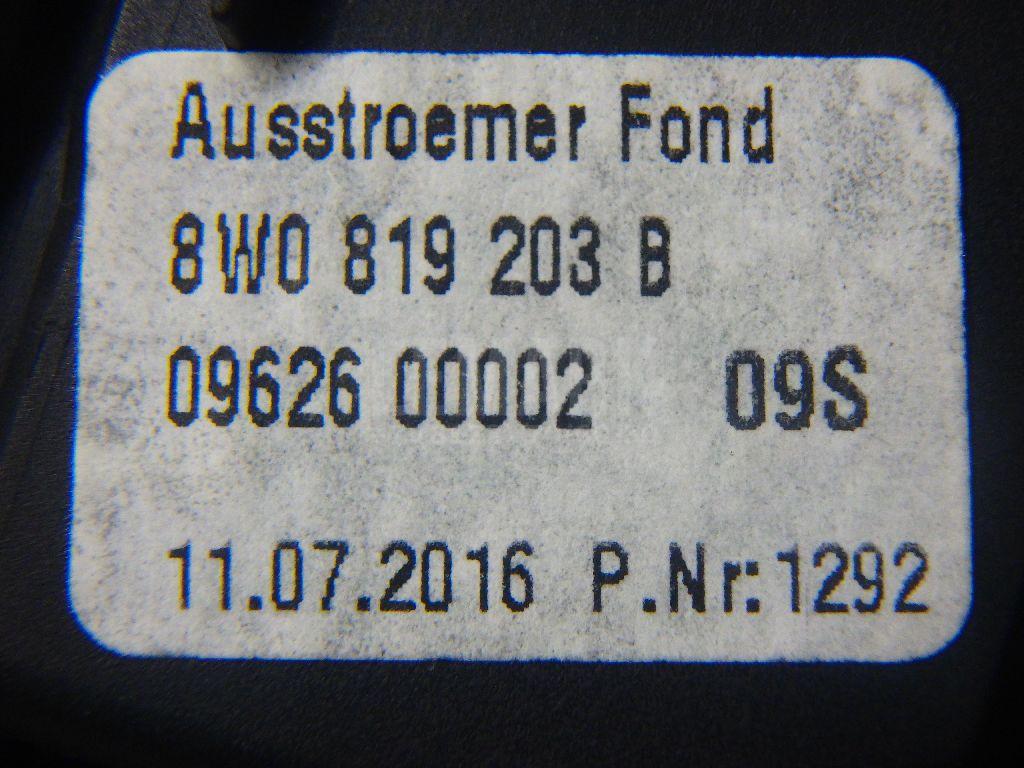 Ausstroemer Fond
8W0 819 203 B
09626 00002 09S
11.07.2016 P.Nr:1292